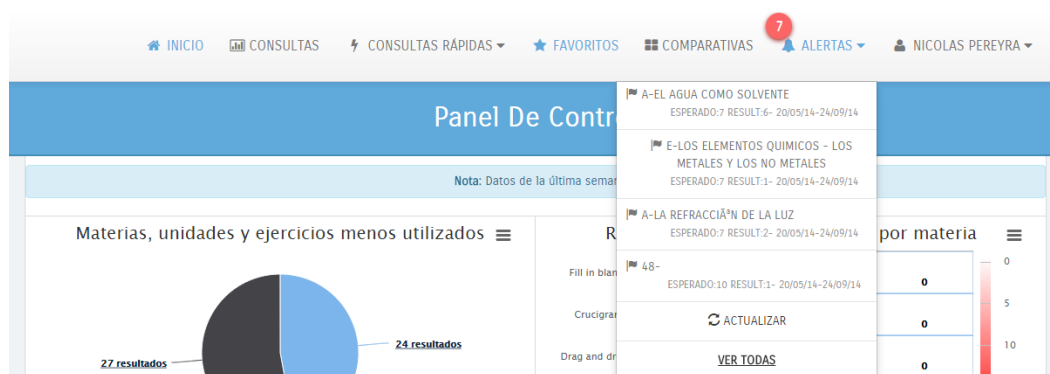 INICIO CONSULTAS CONSULTAS RÁPIDAS FAVORITOS COMPARATIVAS 7 ALERTAS NICOLAS PEREYRA
Panel De Contr
A-EL AGUA COMO SOLVENTE
ESPERADO:7 RESULT:6- 20/05/14-24/09/14
E-LOS ELEMENTOS QUIMICOS - LOS
METALES Y LOS NO METALES
ESPERADO:7 RESULT:1- 20/05/14-24/09/14
A-LA REFRACCIÃ³N DE LA LUZ
ESPERADO:7 RESULT:2- 20/05/14-24/09/14
48-
ESPERADO:10 RESULT:1- 20/05/14-24/09/14
ACTUALIZAR
VER TODAS
Nota: Datos de la última semar
Materias, unidades y ejercicios menos utilizados
24 resultados
27 resultados
R
por materia
Fill in blan
0
Crucigrar
0
Drag and dr
0
0
5
10